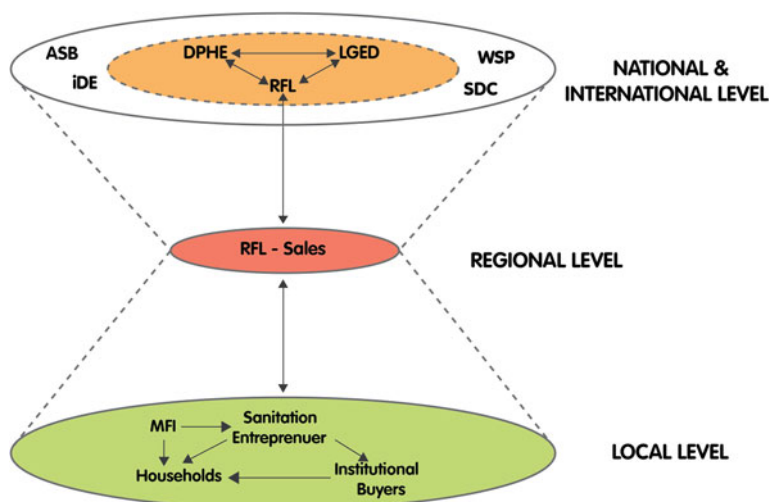 ASB
iDE
DPHE
LGED
RFL
WSP
SDC
NATIONAL &
INTERNATIONAL LEVEL
RFL - Sales
REGIONAL LEVEL
MFI
Sanitation
Entreprenuer
Households
Institutional
Buyers
LOCAL LEVEL